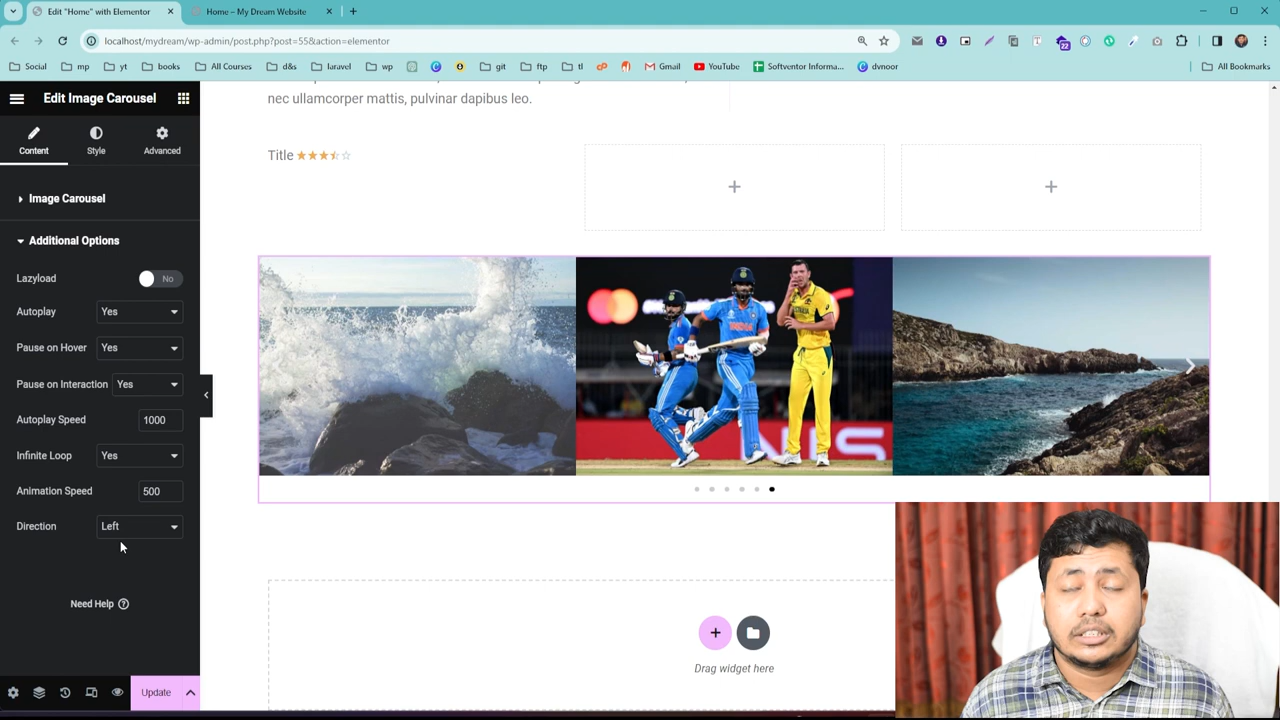 Edit "Home" with Elementor
Home – My Dream Website
localhost/mydream/wp-admin/post.php?post=55&action=elementor
22
Social
mp
yt
books
All Courses
d&s
laravel
wp
git
ftp
tl
Gmail
YouTube
Softventor Informa...
dvnoor
All Bookmarks
Edit Image Carousel
Content
Style
Advanced
Image Carousel
Additional Options
Lazyload
No
Autoplay
Yes
Pause on Hover
Yes
Pause on Interaction
Yes
Autoplay Speed
1000
Infinite Loop
Yes
Animation Speed
500
Direction
Left
Need Help
Update
nec ullamcorper mattis, pulvinar dapibus leo.
Title
INDIA
Drag widget here